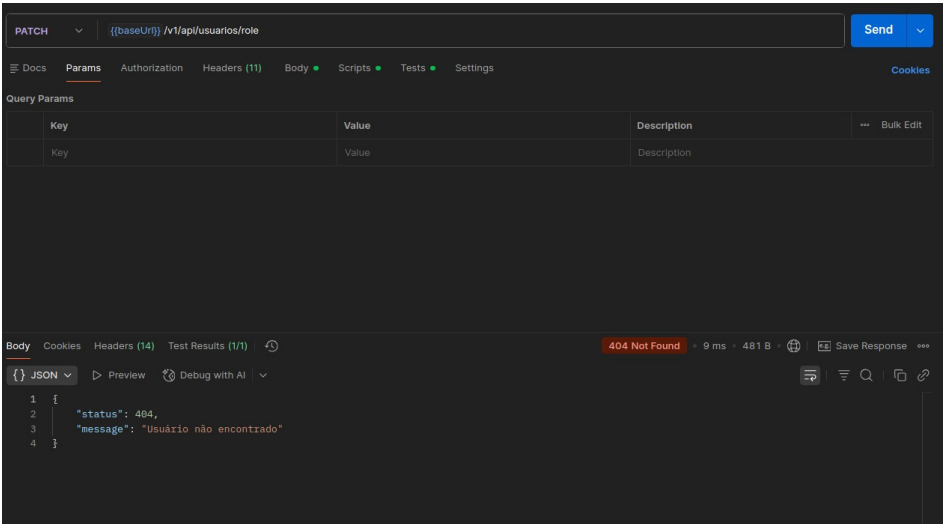 PATCH {{baseUrl}} /v1/api/usuarios/role Send
Docs Params Authorization Headers (11) Body Scripts Tests Settings Cookies
Query Params
Key Value Description Bulk Edit
Key Value Description
Body Cookies Headers (14) Test Results (1/1) 404 Not Found 9 ms 481 B Save Response
{} JSON Preview Debug with AI
1 {
2 "status": 404,
3 "message": "Usuário não encontrado"
4 }